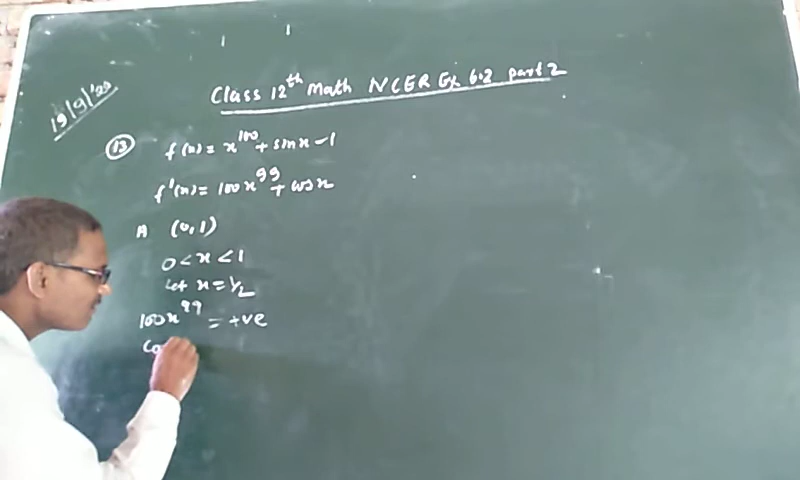 Class 12th Math NCER Ex 6.2 part 2
19/9/'20
13 f(x) = x^100 + sinx - 1
f'(x) = 100x^99 + cosx
A (0,1)
0 < x < 1
Let x = 1/2
100x^99 = +ve
Co